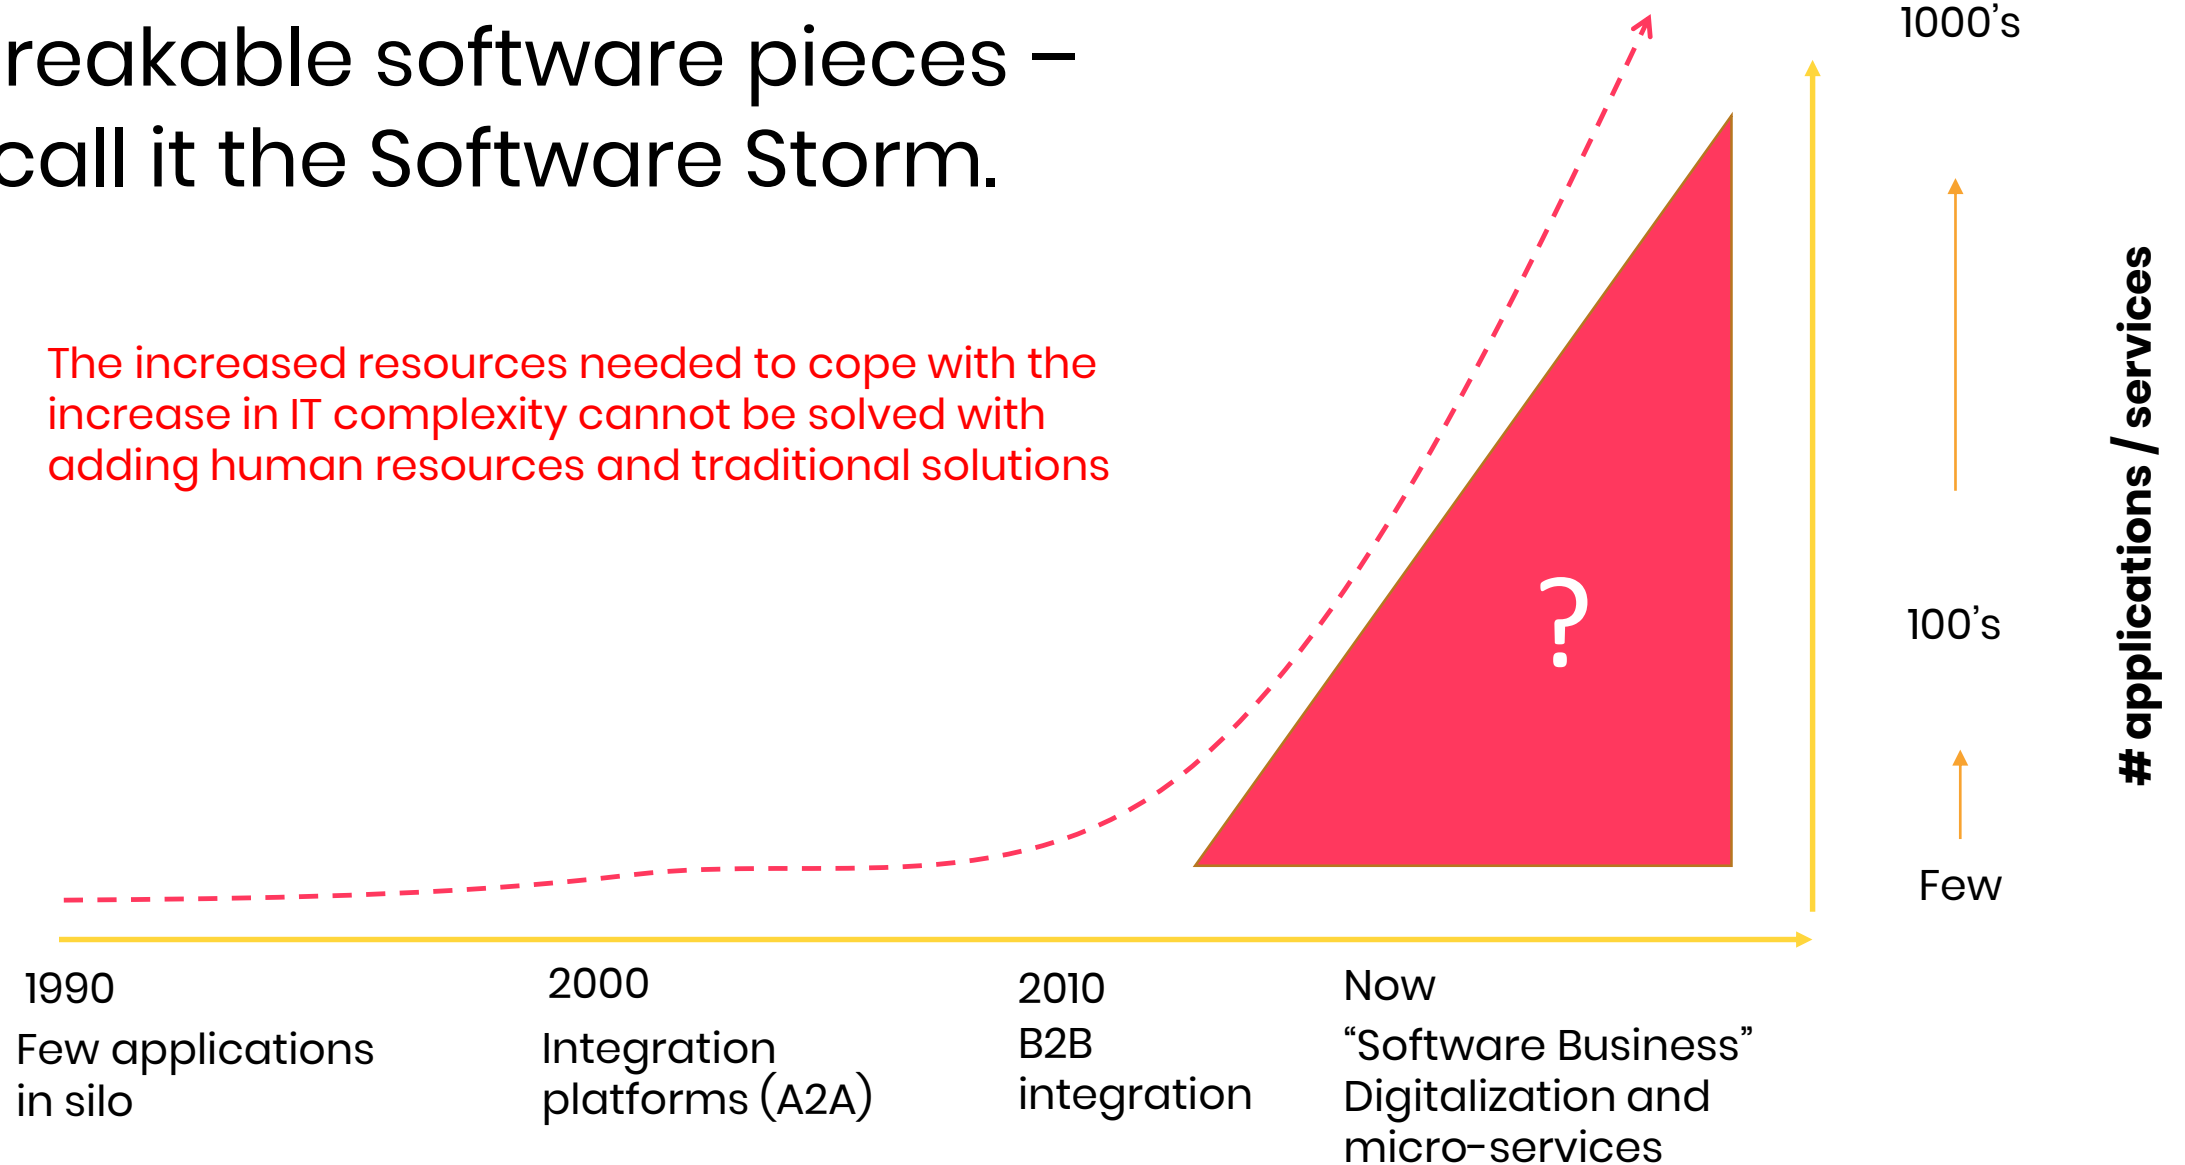 reakable software pieces –
call it the Software Storm.
The increased resources needed to cope with the
increase in IT complexity cannot be solved with
adding human resources and traditional solutions
?
1000's
100's
Few
# applications / services
1990
Few applications
in silo
2000
Integration
platforms (A2A)
2010
B2B
integration
Now
“Software Business”
Digitalization and
micro-services